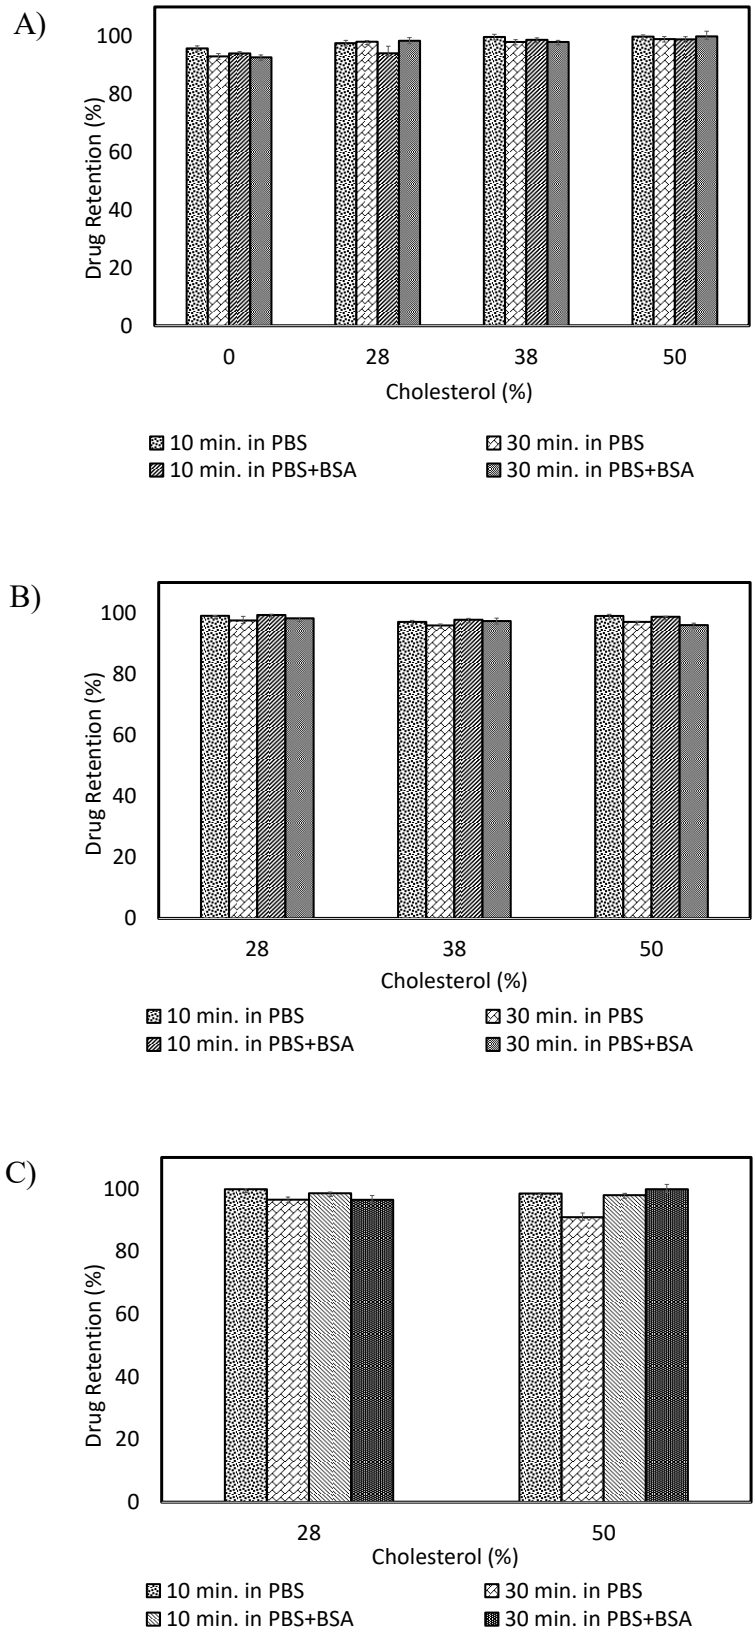 A)
100
80
60
40
20
0
Drug Retention (%)
0 28 38 50
Cholesterol (%)
10 min. in PBS 30 min. in PBS
10 min. in PBS+BSA 30 min. in PBS+BSA
B)
100
80
60
40
20
0
Drug Retention (%)
28 38 50
Cholesterol (%)
10 min. in PBS 30 min. in PBS
10 min. in PBS+BSA 30 min. in PBS+BSA
C)
100
80
60
40
20
0
Drug Retention (%)
28 50
Cholesterol (%)
10 min. in PBS 30 min. in PBS
10 min. in PBS+BSA 30 min. in PBS+BSA